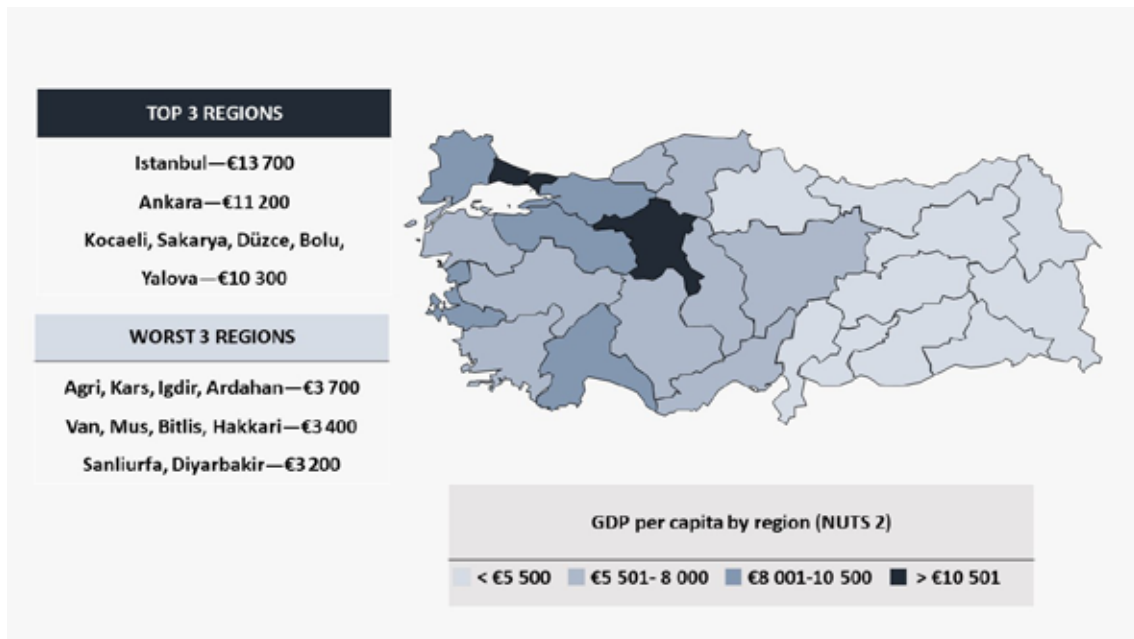 TOP 3 REGIONS
Istanbul—€13 700
Ankara—€11 200
Kocaeli, Sakarya, Düzce, Bolu,
Yalova—€10 300
WORST 3 REGIONS
Agri, Kars, Igdir, Ardahan—€3 700
Van, Mus, Bitlis, Hakkari—€3 400
Sanliurfa, Diyarbakir—€3 200
GDP per capita by region (NUTS 2)
< €5 500 €5 501- 8 000 €8 001-10 500 > €10 501